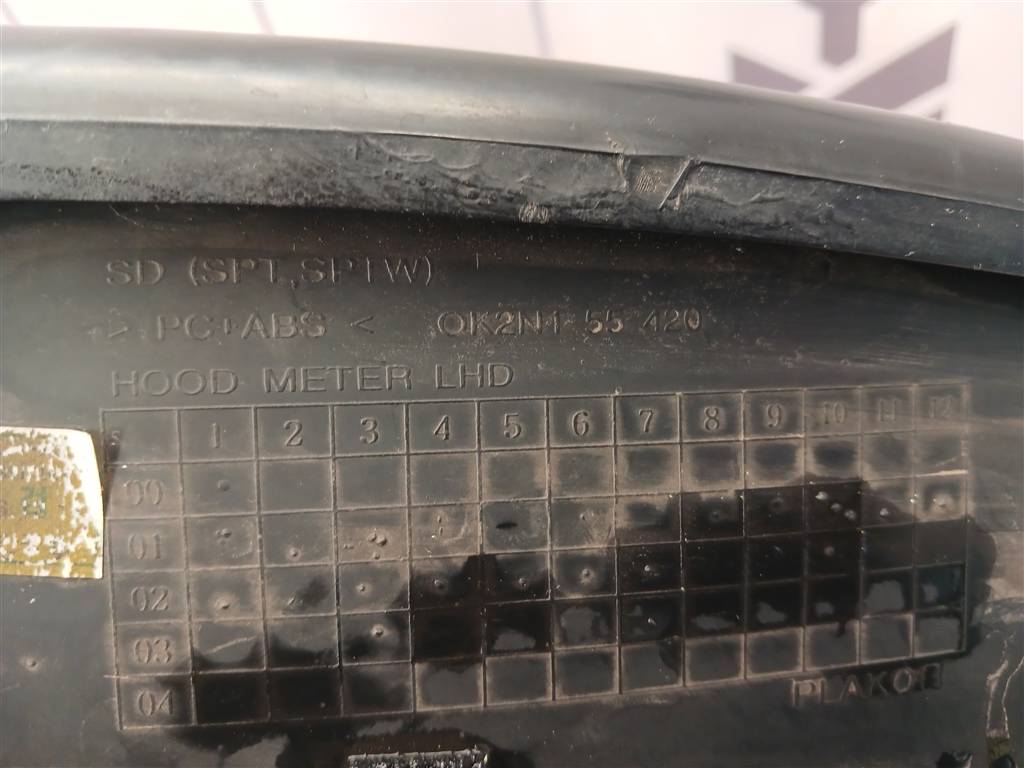 SD (SPT,SPTW)
> PC+ABS < OK2N1 55 420
HOOD METER LHD
1 2 3 4 5 6 7 8 9 10 11 12
00
01
02
03
04
PLAKOR